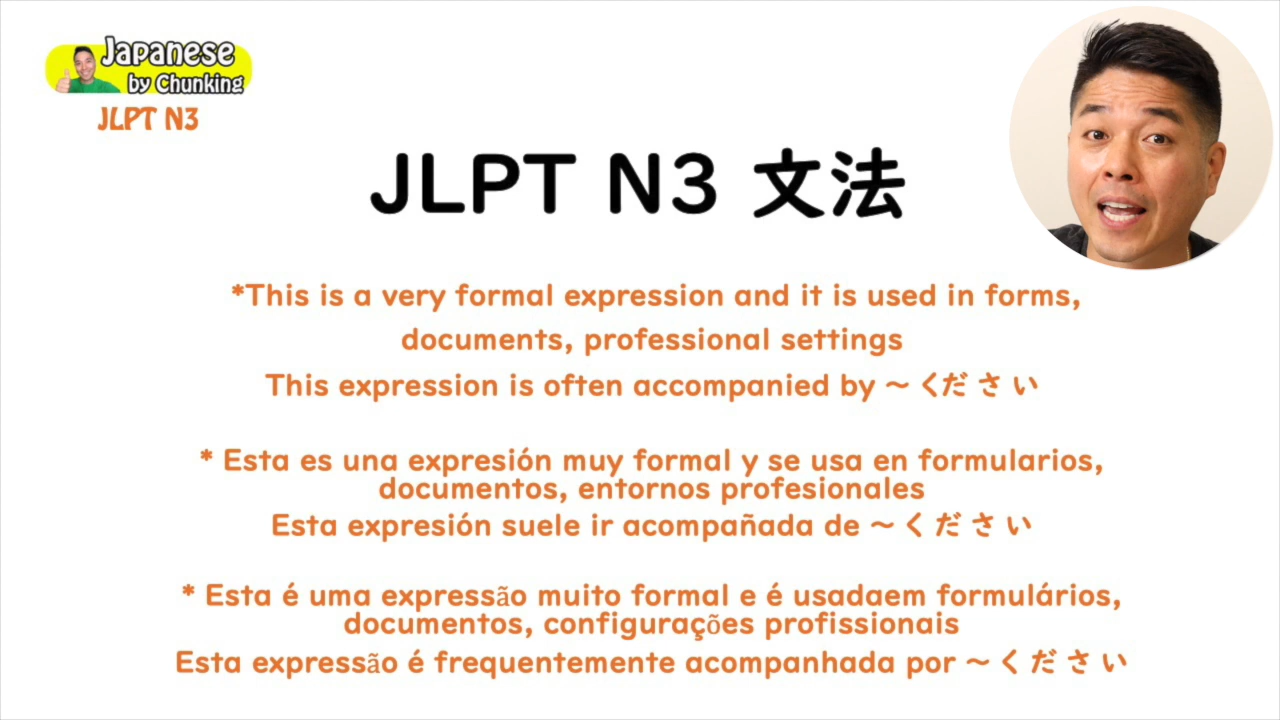 Japanese
by Chunking
JLPT N3
JLPT N3 文法
*This is a very formal expression and it is used in forms,
documents, professional settings
This expression is often accompanied by ～ ください
* Esta es una expresión muy formal y se usa en formularios,
documentos, entornos profesionales
Esta expresión suele ir acompañada de ～ く だ さ い
* Esta é uma expressão muito formal e é usadaem formulários,
documentos, configurações profissionais
Esta expressão é frequentemente acompanhada por ～ く だ さ い